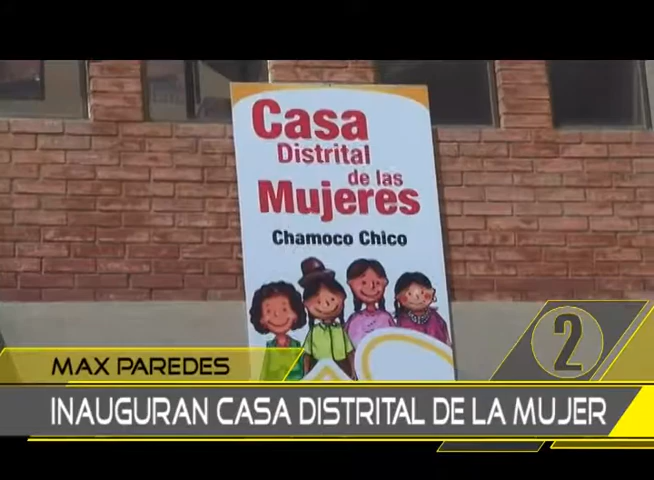 Casa
Distrital
de las
Mujeres
Chamoco Chico
2
MAX PAREDES
INAUGURAN CASA DISTRITAL DE LA MUJER